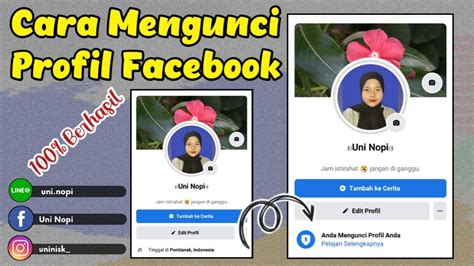 Cara Mengunci
Profil Facebook
100% Berhasil
LINE
uni.nopi
Uni Nopi
uninisk_
Uni Nopi
Jam istirahat 🤣 jangan di ganggu.
Tambah ke Cerita
Edit Profil
Tinggal di Pontianak, Indonesia
Uni Nopi
Jam istirahat 🤣 jangan di ganggu.
Tambah ke Cerita
Edit Profil
Anda Mengunci Profil Anda
Pelajari Selengkapnya